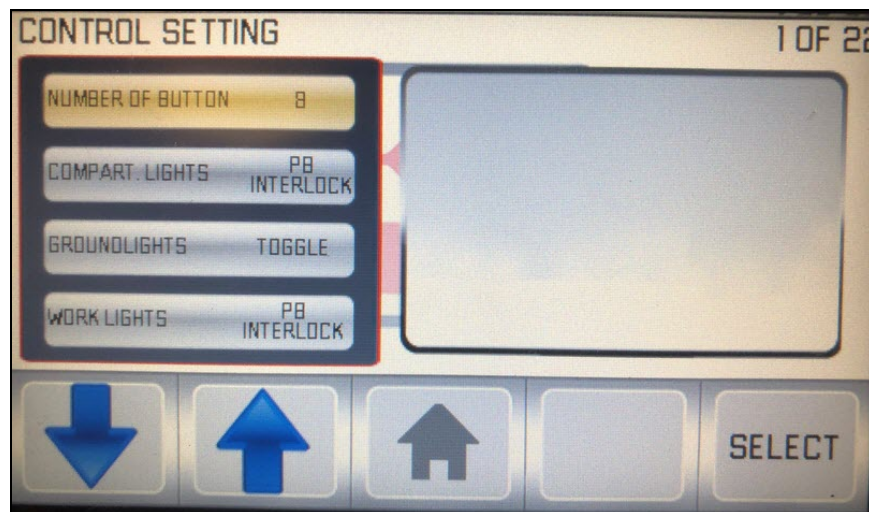 CONTROL SETTING
1 OF 22
NUMBER OF BUTTON 8
COMPART. LIGHTS PB INTERLOCK
GROUNDLIGHTS TOGGLE
WORK LIGHTS PB INTERLOCK
SELECT